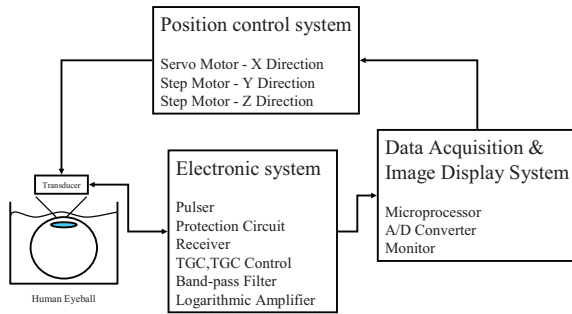 Position control system
Servo Motor - X Direction
Step Motor - Y Direction
Step Motor - Z Direction
Transducer
Human Eyeball
Electronic system
Pulser
Protection Circuit
Receiver
TGC,TGC Control
Band-pass Filter
Logarithmic Amplifier
Data Acquisition &
Image Display System
Microprocessor
A/D Converter
Monitor